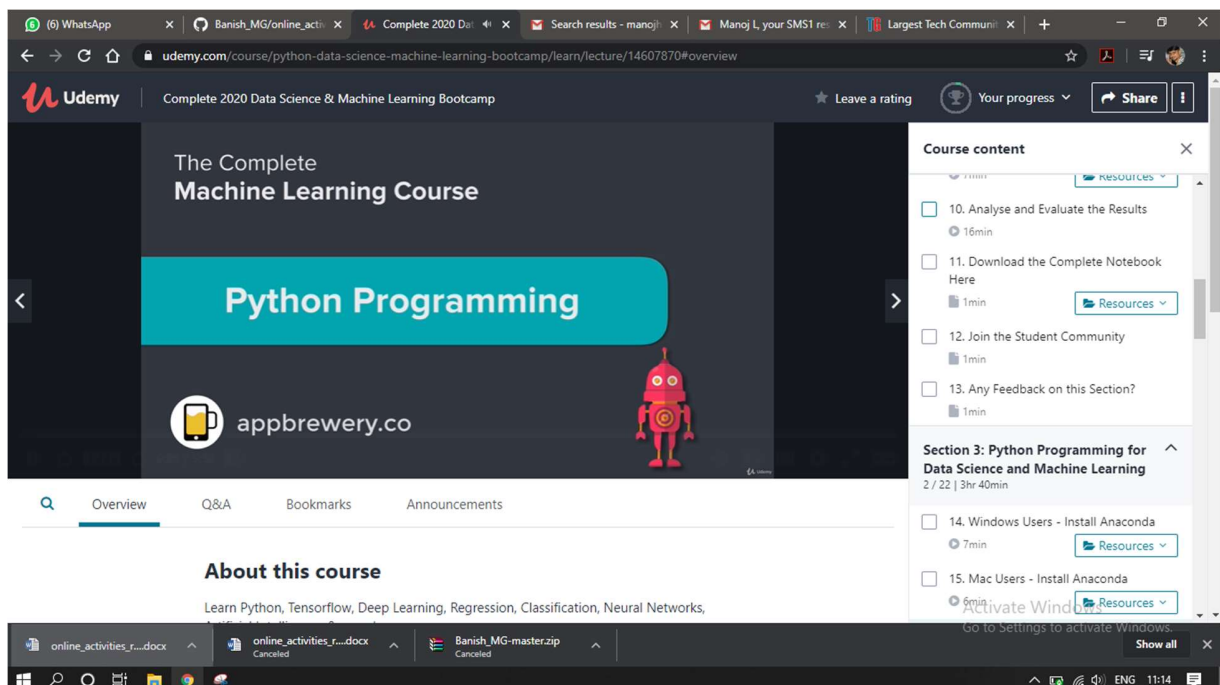 (6) WhatsApp
Banish_MG/online_activ
Complete 2020 Dat
Search results - manojh
Manoj L, your SMS1 res
Largest Tech Communit
udemy.com/course/python-data-science-machine-learning-bootcamp/learn/lecture/14607870#overview
Udemy
Complete 2020 Data Science & Machine Learning Bootcamp
Leave a rating
Your progress
Share
The Complete
Machine Learning Course
Python Programming
appbrewery.co
Udemy
Course content
7min
Resources
10. Analyse and Evaluate the Results
16min
11. Download the Complete Notebook
Here
1min
Resources
12. Join the Student Community
1min
13. Any Feedback on this Section?
1min
Section 3: Python Programming for
Data Science and Machine Learning
2 / 22 | 3hr 40min
14. Windows Users - Install Anaconda
7min
Resources
15. Mac Users - Install Anaconda
6min
Resources
Overview
Q&A
Bookmarks
Announcements
About this course
Learn Python, Tensorflow, Deep Learning, Regression, Classification, Neural Networks,
Activate Windows
Go to Settings to activate Windows.
online_activities_r....docx
online_activities_r....docx
Canceled
Banish_MG-master.zip
Canceled
Show all
ENG
11:14